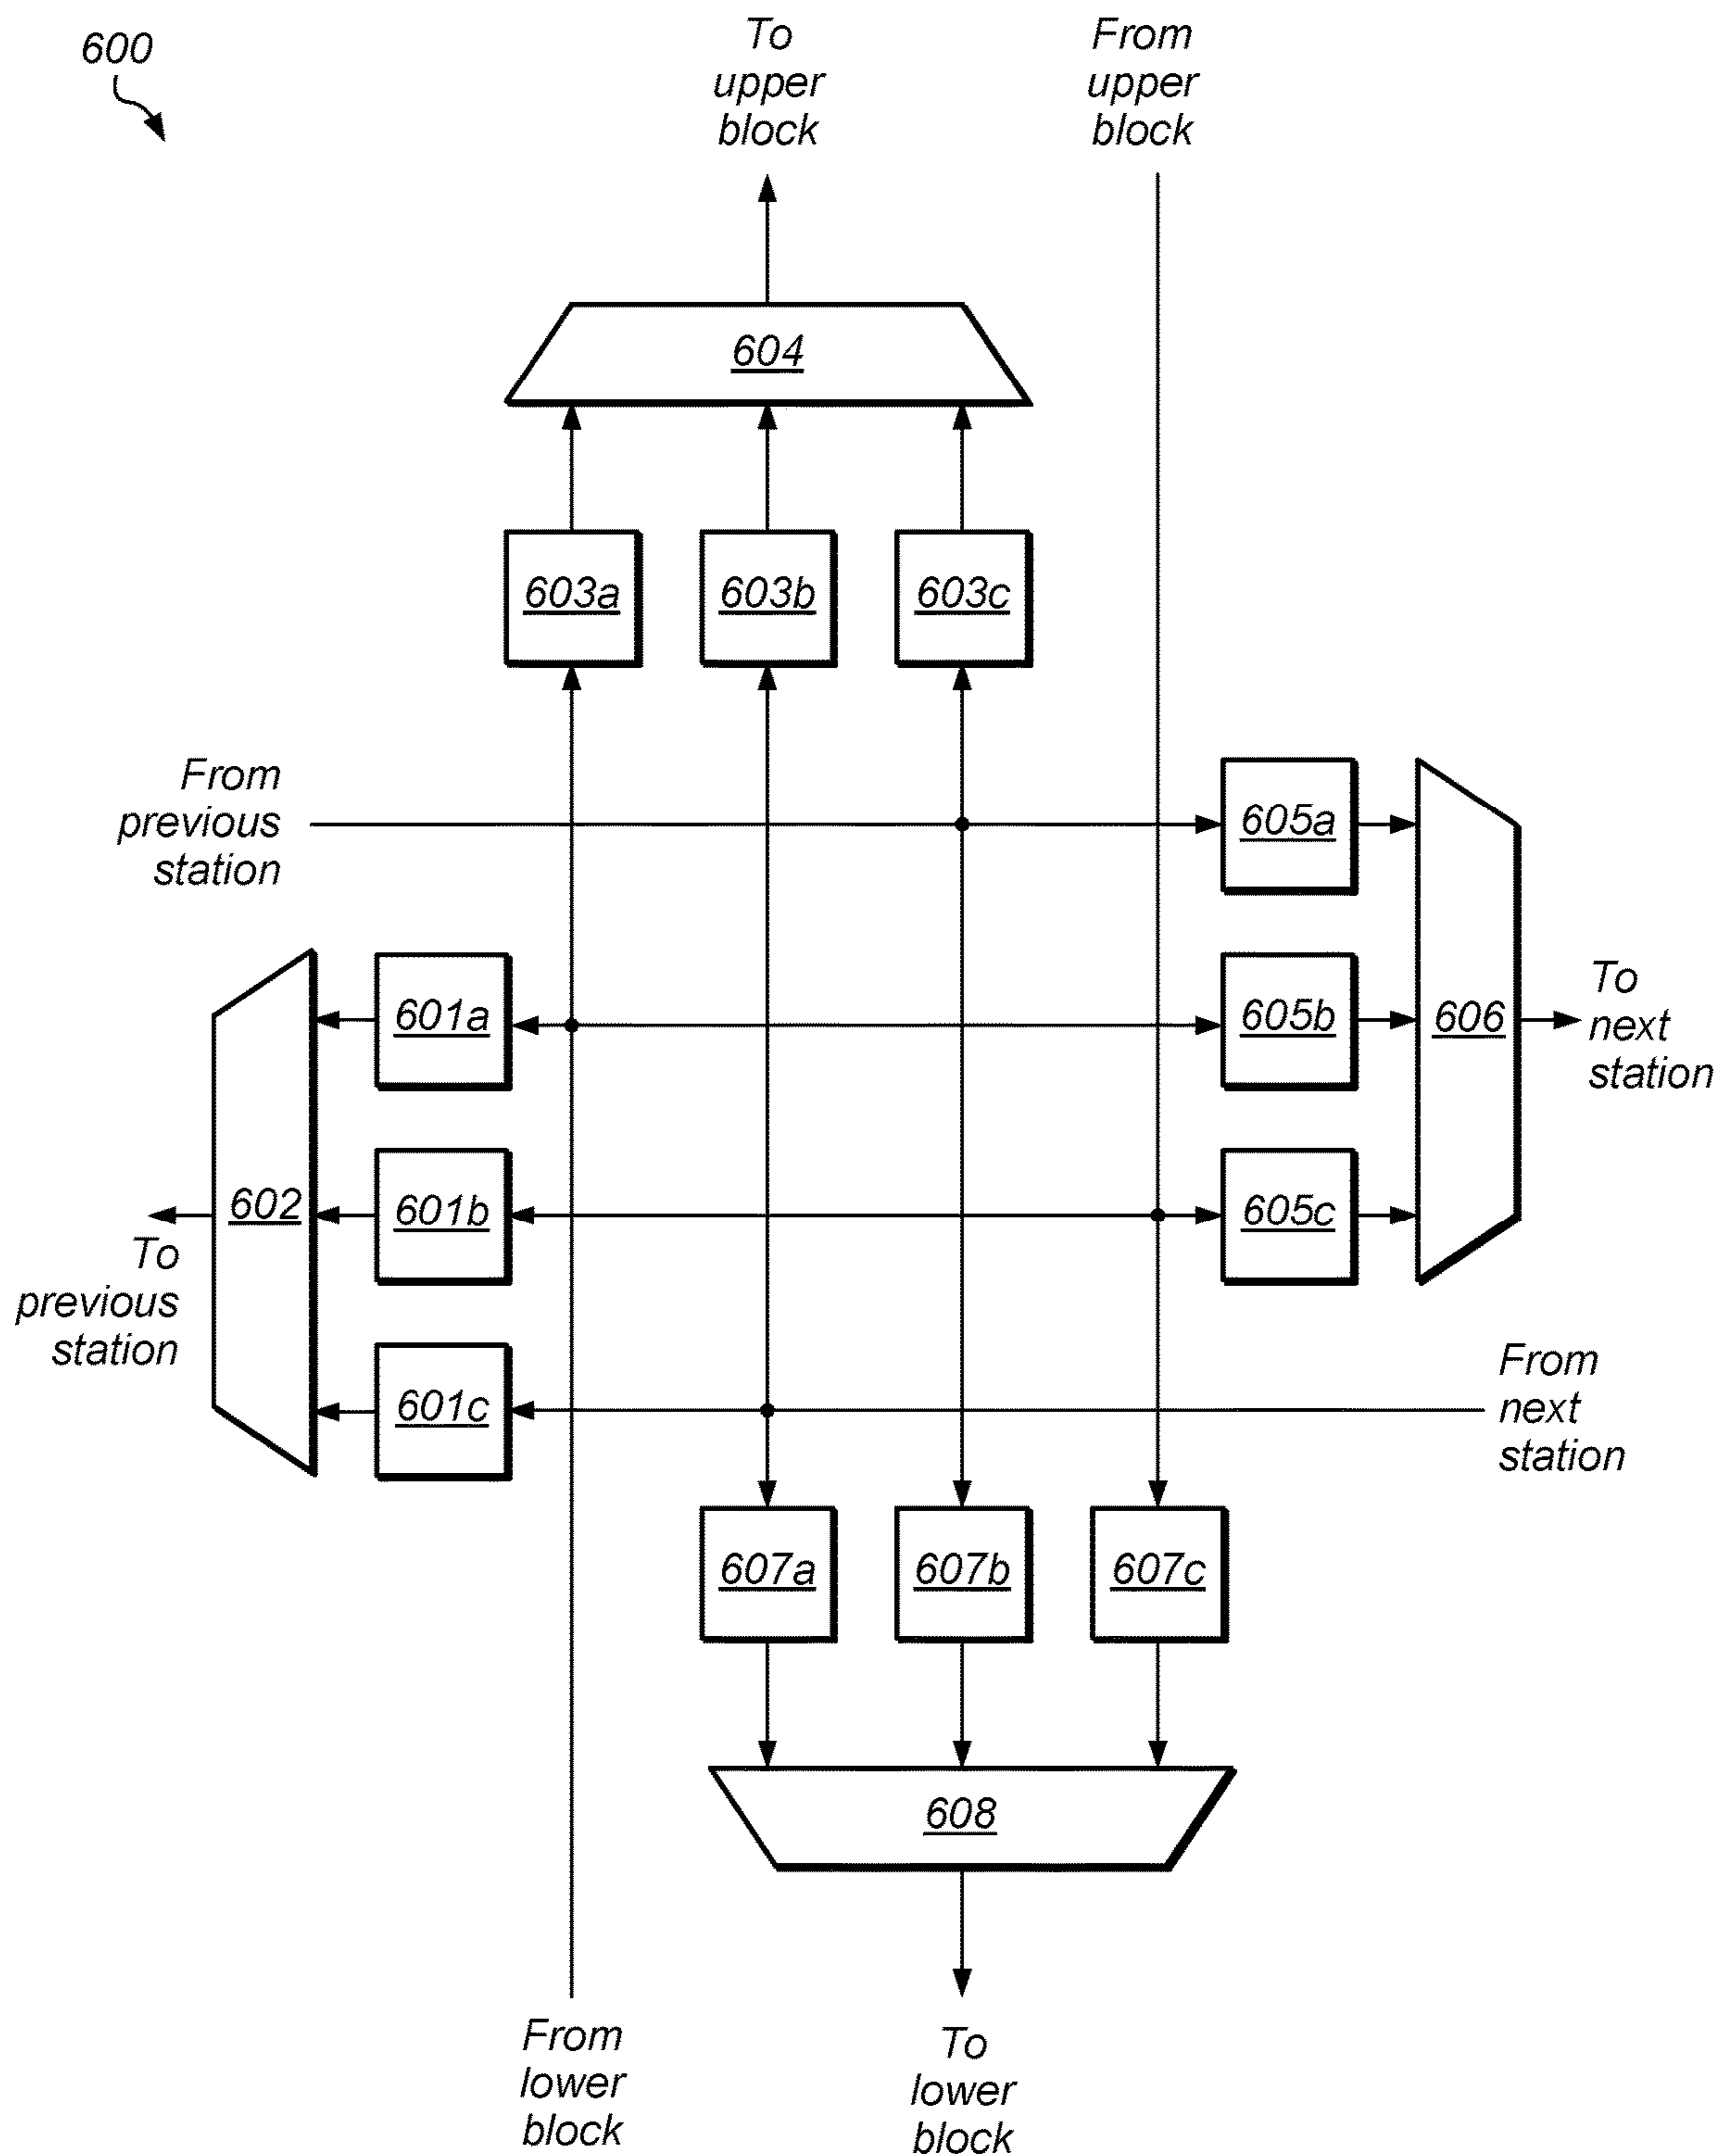 600
To
upper
block
From
upper
block
604
603a
603b
603c
From
previous
station
605a
601a
605b
606
To
next
station
602
601b
605c
To
previous
station
601c
From
next
station
607a
607b
607c
608
From
lower
block
To
lower
block